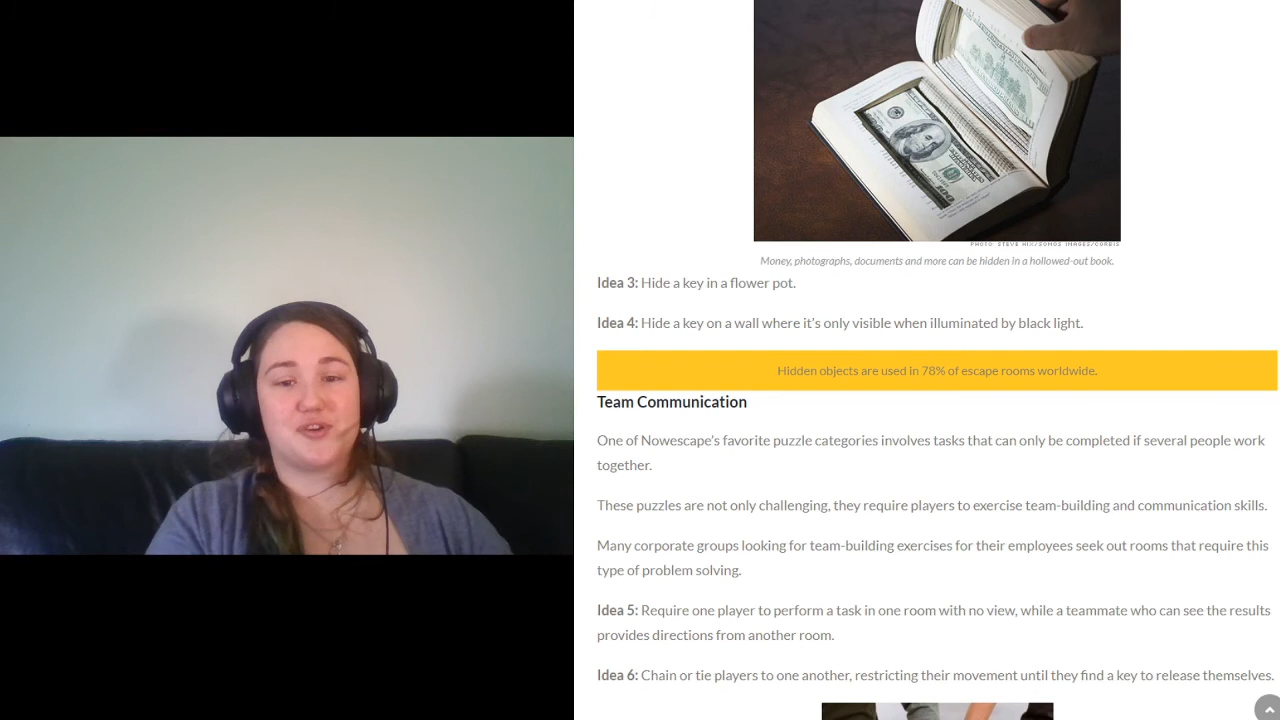 PHOTO: STEVE HIX/SOMOS IMAGES/CORBIS
Money, photographs, documents and more can be hidden in a hollowed-out book.
Idea 3: Hide a key in a flower pot.
Idea 4: Hide a key on a wall where it’s only visible when illuminated by black light.
Hidden objects are used in 78% of escape rooms worldwide.
Team Communication
One of Nowescape’s favorite puzzle categories involves tasks that can only be completed if several people work
together.
These puzzles are not only challenging, they require players to exercise team-building and communication skills.
Many corporate groups looking for team-building exercises for their employees seek out rooms that require this
type of problem solving.
Idea 5: Require one player to perform a task in one room with no view, while a teammate who can see the results
provides directions from another room.
Idea 6: Chain or tie players to one another, restricting their movement until they find a key to release themselves.